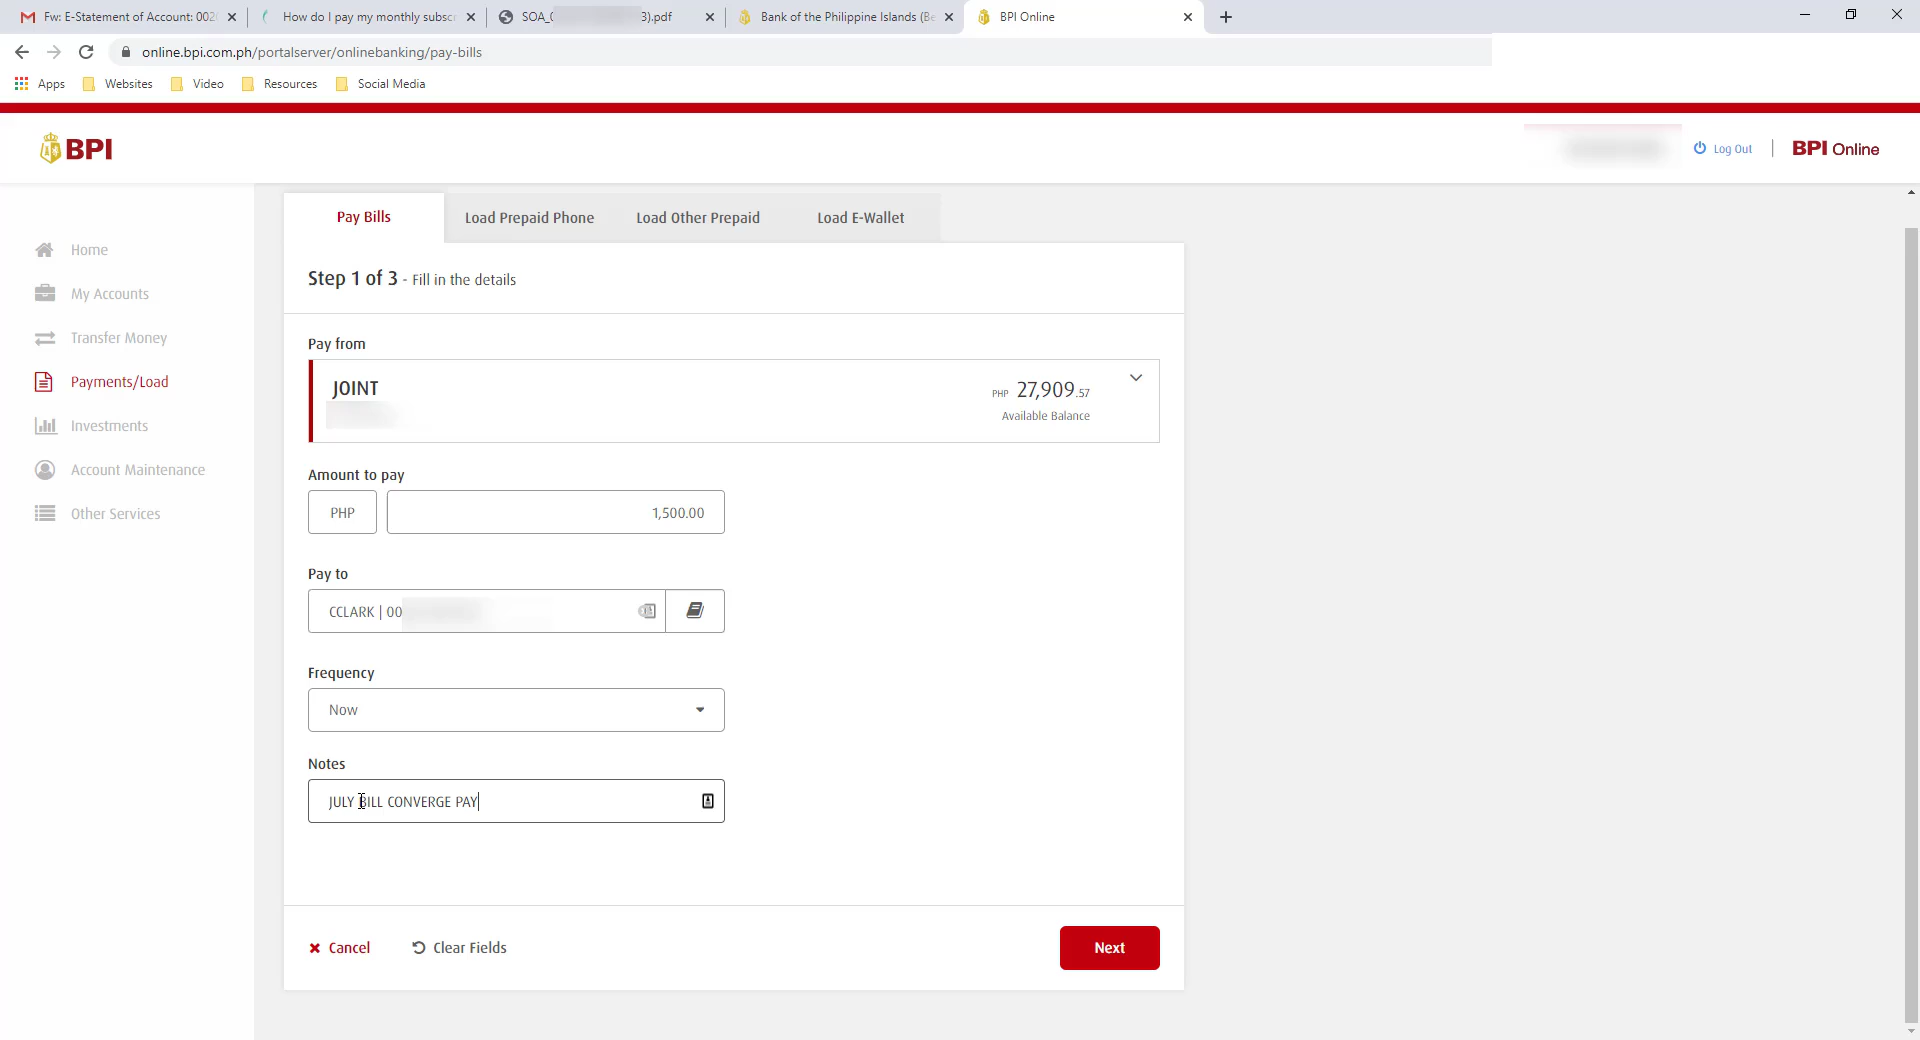 Fw: E-Statement of Account: 002
How do I pay my monthly subsc
SOA_0 3).pdf
Bank of the Philippine Islands (Be
BPI Online
online.bpi.com.ph/portalserver/onlinebanking/pay-bills
Apps
Websites
Video
Resources
Social Media
BPI
Log Out
BPI Online
Pay Bills
Load Prepaid Phone
Load Other Prepaid
Load E-Wallet
Home
My Accounts
Transfer Money
Payments/Load
Investments
Account Maintenance
Other Services
Step 1 of 3 - Fill in the details
Pay from
JOINT
PHP 27,909.57
Available Balance
Amount to pay
PHP
1,500.00
Pay to
CCLARK | 00
Frequency
Now
Notes
JULY BILL CONVERGE PAY
Cancel
Clear Fields
Next